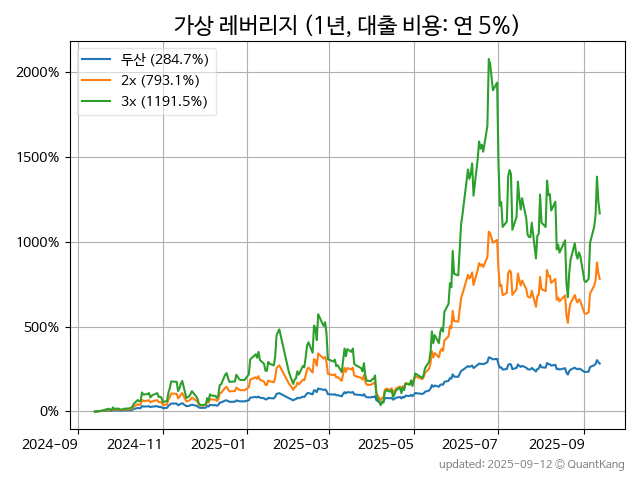 가상 레버리지 (1년, 대출 비용: 연 5%)
두산 (284.7%)
2x (793.1%)
3x (1191.5%)
2000%
1500%
1000%
500%
0%
2024-09 2024-11 2025-01 2025-03 2025-05 2025-07 2025-09
updated: 2025-09-12 © QuantKang